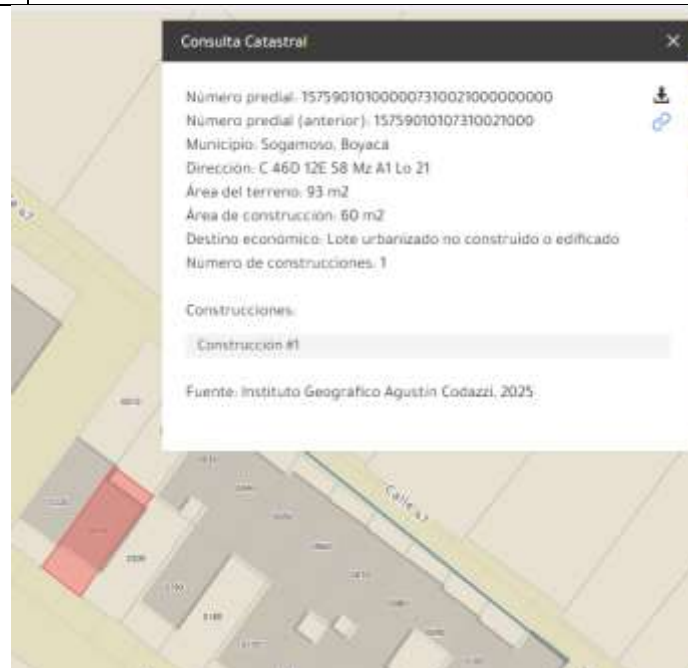 Consulta Catastral
Número predial: 157590101000007310021000000000
Número predial (anterior): 15759010107310021000
Municipio: Sogamoso, Boyaca
Dirección: C 46D 12E 58 Mz A1 Lo 21
Área del terreno: 93 m2
Área de construcción: 60 m2
Destino económico: Lote urbanizado no construido o edificado
Número de construcciones: 1
Construcciones:
Construcción #1
Fuente: Instituto Geográfico Agustín Codazzi, 2025
Calle 47